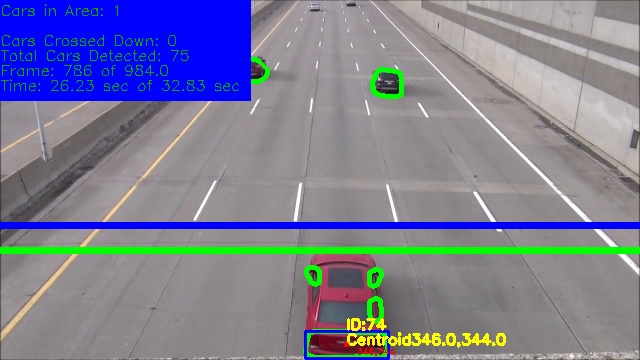 Cars in Area: 1
Cars Crossed Down: 0
Total Cars Detected: 75
Frame: 786 of 984.0
Time: 26.23 sec of 32.83 sec
ID:74
Centroid346.0,344.0